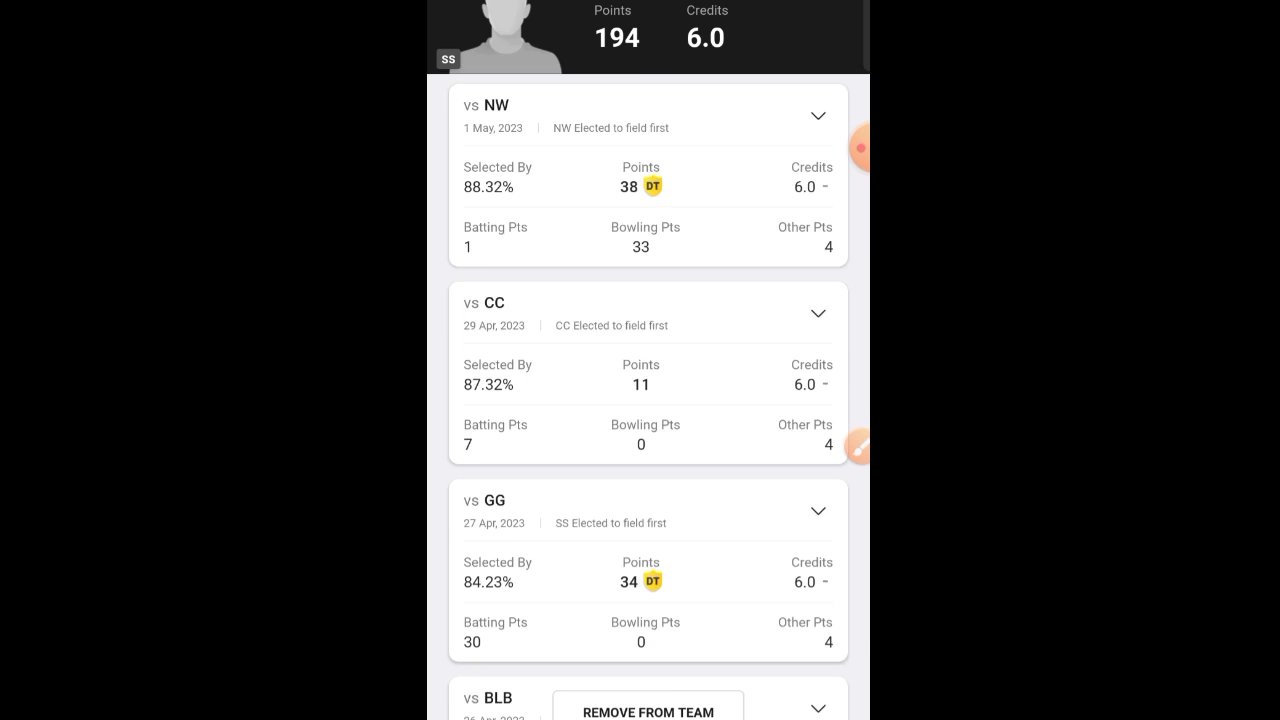 Points Credits
194 6.0
SS
vs NW
1 May, 2023 | NW Elected to field first
Selected By Points Credits
88.32% 38 DT 6.0 -
Batting Pts Bowling Pts Other Pts
1 33 4
vs CC
29 Apr, 2023 | CC Elected to field first
Selected By Points Credits
87.32% 11 6.0 -
Batting Pts Bowling Pts Other Pts
7 0 4
vs GG
27 Apr, 2023 | SS Elected to field first
Selected By Points Credits
84.23% 34 DT 6.0 -
Batting Pts Bowling Pts Other Pts
30 0 4
vs BLB
26 Apr, 2023
REMOVE FROM TEAM